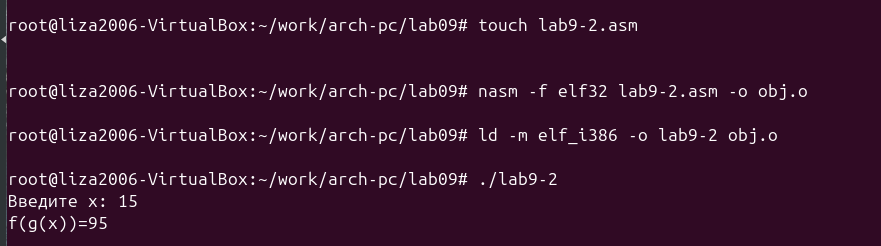 root@liza2006-VirtualBox:~/work/arch-pc/lab09# touch lab9-2.asm
root@liza2006-VirtualBox:~/work/arch-pc/lab09# nasm -f elf32 lab9-2.asm -o obj.o
root@liza2006-VirtualBox:~/work/arch-pc/lab09# ld -m elf_i386 -o lab9-2 obj.o
root@liza2006-VirtualBox:~/work/arch-pc/lab09# ./lab9-2
Введите x: 15
f(g(x))=95